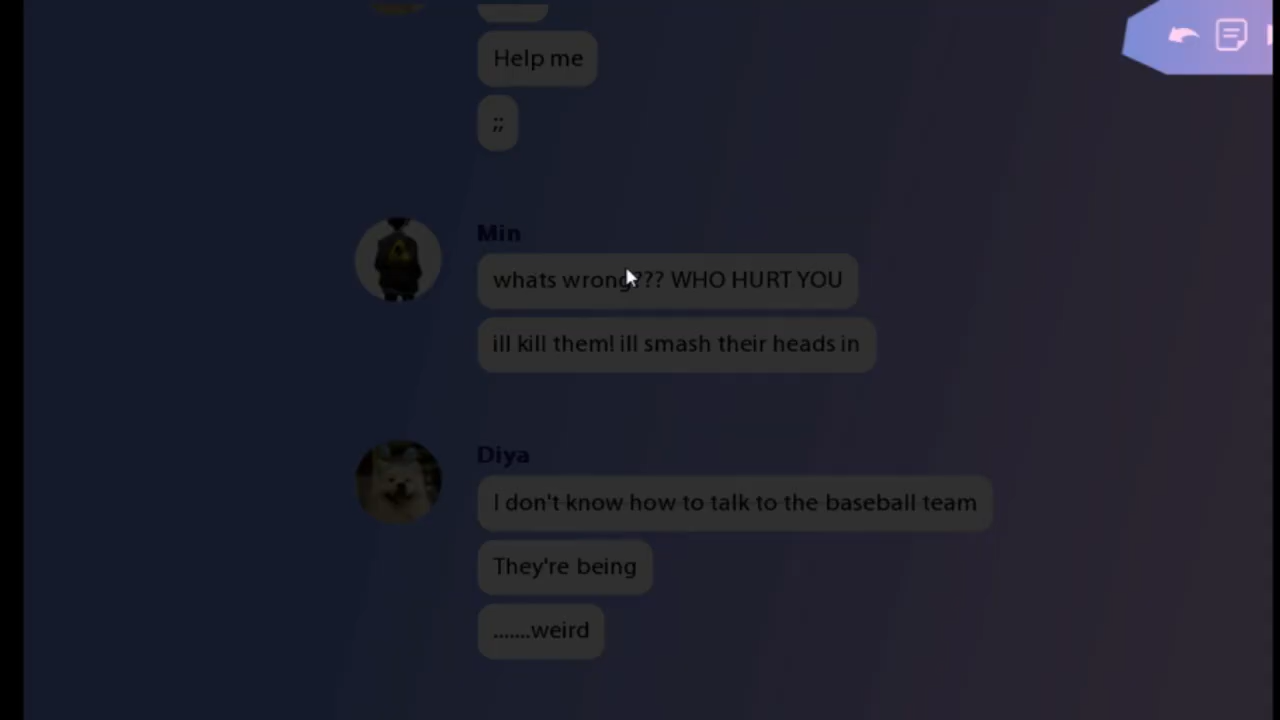 Help me
;;
Min
whats wrong??? WHO HURT YOU
ill kill them! ill smash their heads in
Diya
I don't know how to talk to the baseball team
They're being
.......weird